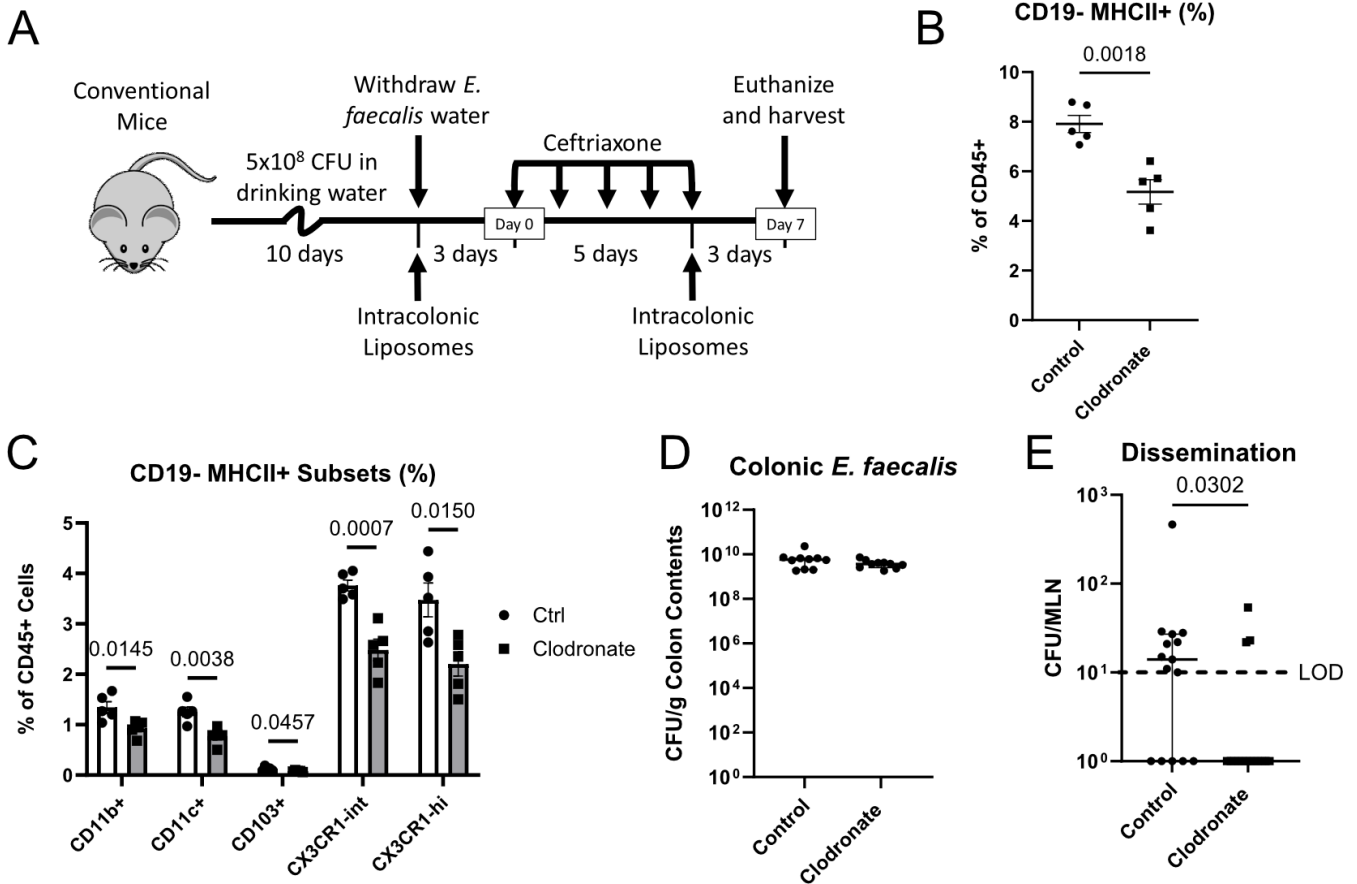 A
Conventional
Mice
5x10⁸ CFU in
drinking water
Withdraw E.
faecalis water
Ceftriaxone
Euthanize
and harvest
Day 0
Day 7
10 days
3 days
5 days
3 days
Intracolonic
Liposomes
Intracolonic
Liposomes
B
CD19- MHCII+ (%)
0.0018
% of CD45+
10
8
6
4
2
0
Control
Clodronate
C
CD19- MHCII+ Subsets (%)
0.0145
0.0038
0.0457
0.0007
0.0150
% of CD45+ Cells
5
4
3
2
1
0
CD11b+
CD11c+
CD103+
CX3CR1-int
CX3CR1-hi
Ctrl
Clodronate
D
Colonic E. faecalis
CFU/g Colon Contents
10¹²
10¹⁰
10⁸
10⁶
10⁴
10²
10⁰
Control
Clodronate
E
Dissemination
0.0302
CFU/MLN
10³
10²
10¹
10⁰
LOD
Control
Clodronate